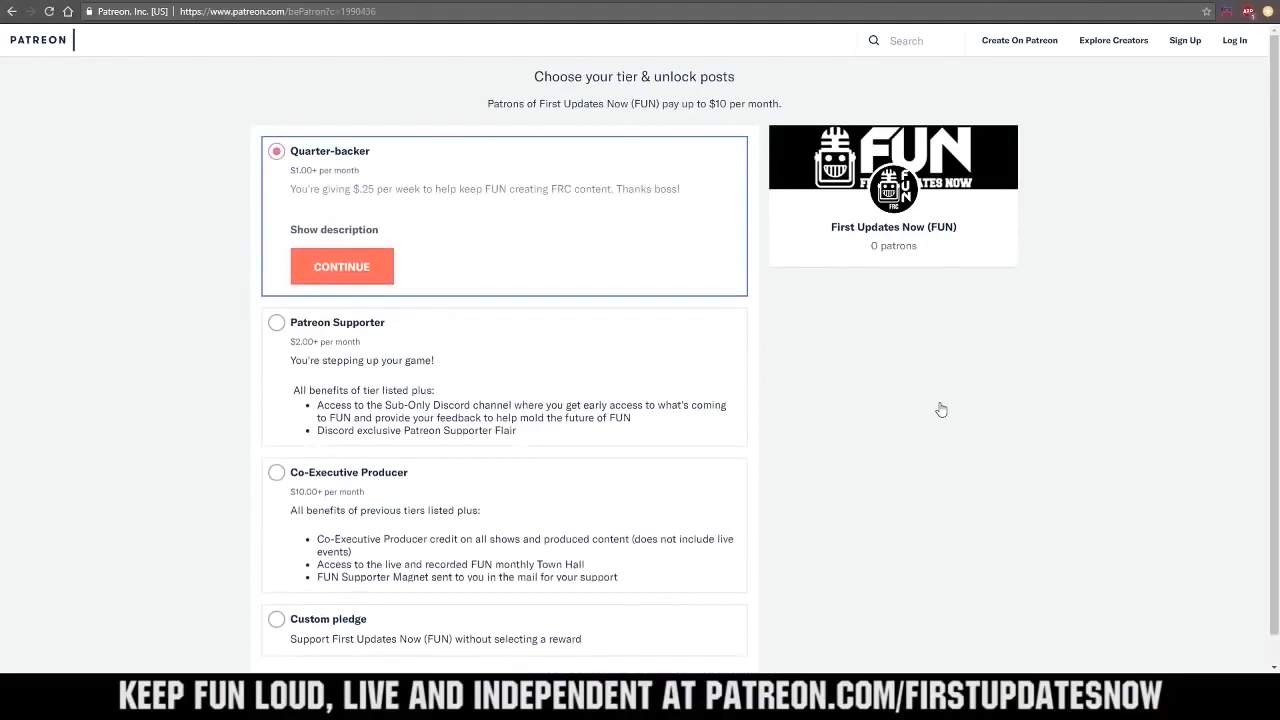 Patreon, Inc. [US] | https://www.patreon.com/bePatron?c=1990436
PATREON
Search
Create On Patreon
Explore Creators
Sign Up
Log In
Choose your tier & unlock posts
Patrons of First Updates Now (FUN) pay up to $10 per month.
Quarter-backer
$1.00+ per month
You're giving $.25 per week to help keep FUN creating FRC content. Thanks boss!
Show description
CONTINUE
Patreon Supporter
$2.00+ per month
You're stepping up your game!
All benefits of tier listed plus:
Access to the Sub-Only Discord channel where you get early access to what's coming
to FUN and provide your feedback to help mold the future of FUN
Discord exclusive Patreon Supporter Flair
Co-Executive Producer
$10.00+ per month
All benefits of previous tiers listed plus:
Co-Executive Producer credit on all shows and produced content (does not include live
events)
Access to the live and recorded FUN monthly Town Hall
FUN Supporter Magnet sent to you in the mail for your support
Custom pledge
Support First Updates Now (FUN) without selecting a reward
FUN
FUN
FRC
First Updates Now (FUN)
0 patrons
KEEP FUN LOUD, LIVE AND INDEPENDENT AT PATREON.COM/FIRSTUPDATESNOW